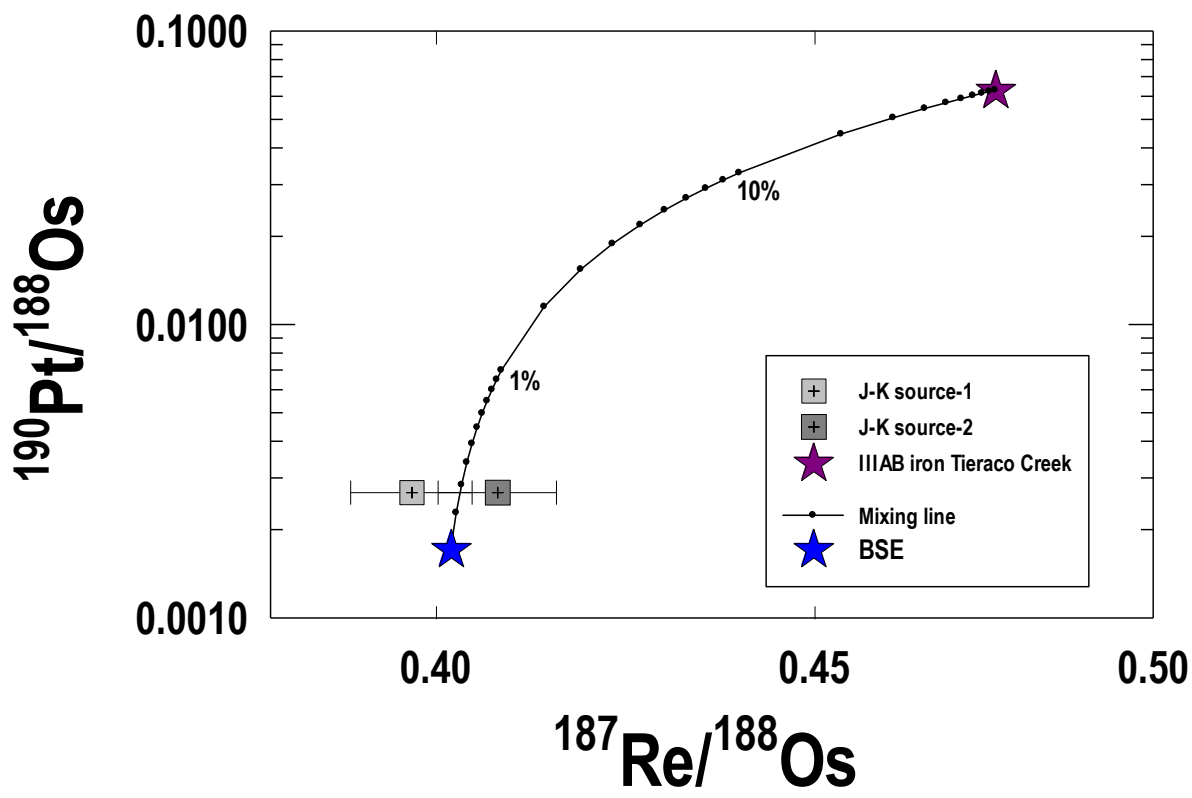 0.1000
0.0100
0.0010
¹⁹⁰Pt/¹⁸⁸Os
10%
1%
J-K source-1
J-K source-2
IIIAB iron Tieraco Creek
Mixing line
BSE
0.40 0.45 0.50
¹⁸⁷Re/¹⁸⁸Os